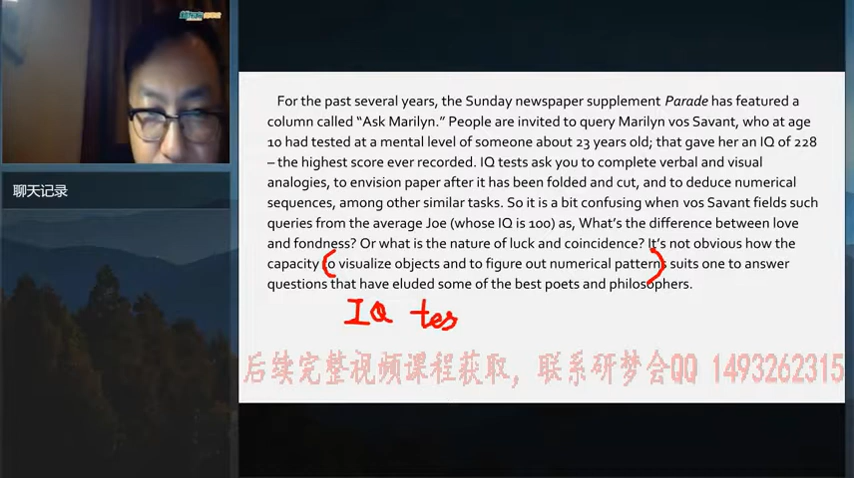 聊天记录
For the past several years, the Sunday newspaper supplement Parade has featured a
column called “Ask Marilyn.” People are invited to query Marilyn vos Savant, who at age
10 had tested at a mental level of someone about 23 years old; that gave her an IQ of 228
– the highest score ever recorded. IQ tests ask you to complete verbal and visual
analogies, to envision paper after it has been folded and cut, and to deduce numerical
sequences, among other similar tasks. So it is a bit confusing when vos Savant fields such
queries from the average Joe (whose IQ is 100) as, What’s the difference between love
and fondness? Or what is the nature of luck and coincidence? It’s not obvious how the
capacity to visualize objects and to figure out numerical patterns suits one to answer
questions that have eluded some of the best poets and philosophers.
IQ tes
后续完整视频课程获取，联系研梦会QQ 1493262315